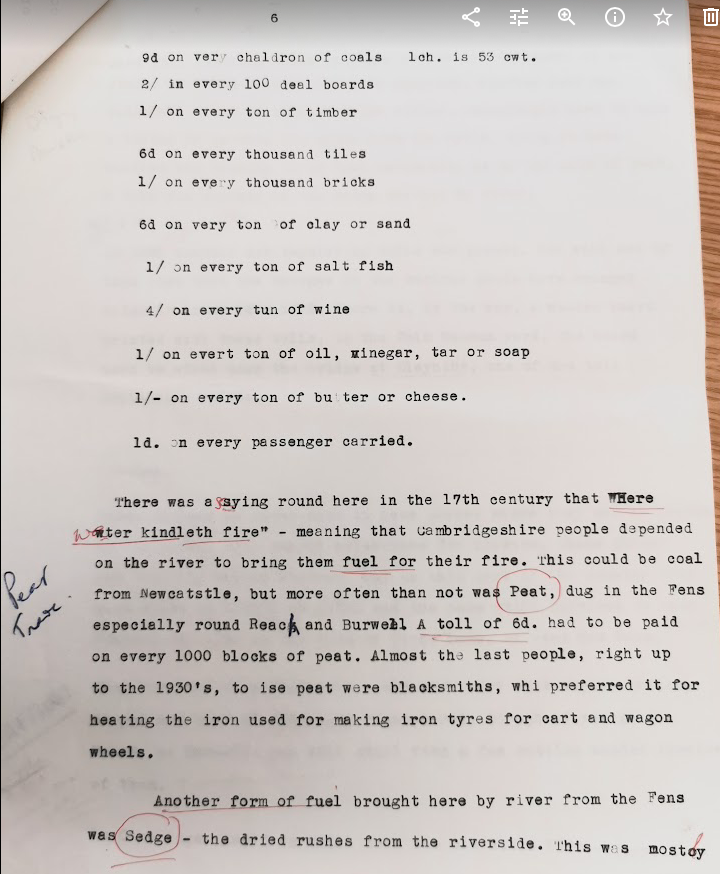 6
9d on very chaldron of coals lch. is 53 cwt.
2/ in every 100 deal boards
1/ on every ton of timber
6d on every thousand tiles
1/ on every thousand bricks
6d on very ton of clay or sand
1/ on every ton of salt fish
4/ on every tun of wine
1/ on evert ton of oil, vinegar, tar or soap
1/- on every ton of butter or cheese.
1d. on every passenger carried.
There was a saying round here in the 17th century that "Here
water kindleth fire" - meaning that Cambridgeshire people depended
on the river to bring them fuel for their fire. This could be coal
from Newcatstle, but more often than not was Peat, dug in the Fens
Peat
especially round Reach and Burwell. A toll of 6d. had to be paid
on every 1000 blocks of peat. Almost the last people, right up
to the 1930's, to ise peat were blacksmiths, whi preferred it for
heating the iron used for making iron tyres for cart and wagon
wheels.
Another form of fuel brought here by river from the Fens
was Sedge - the dried rushes from the riverside. This was mostly